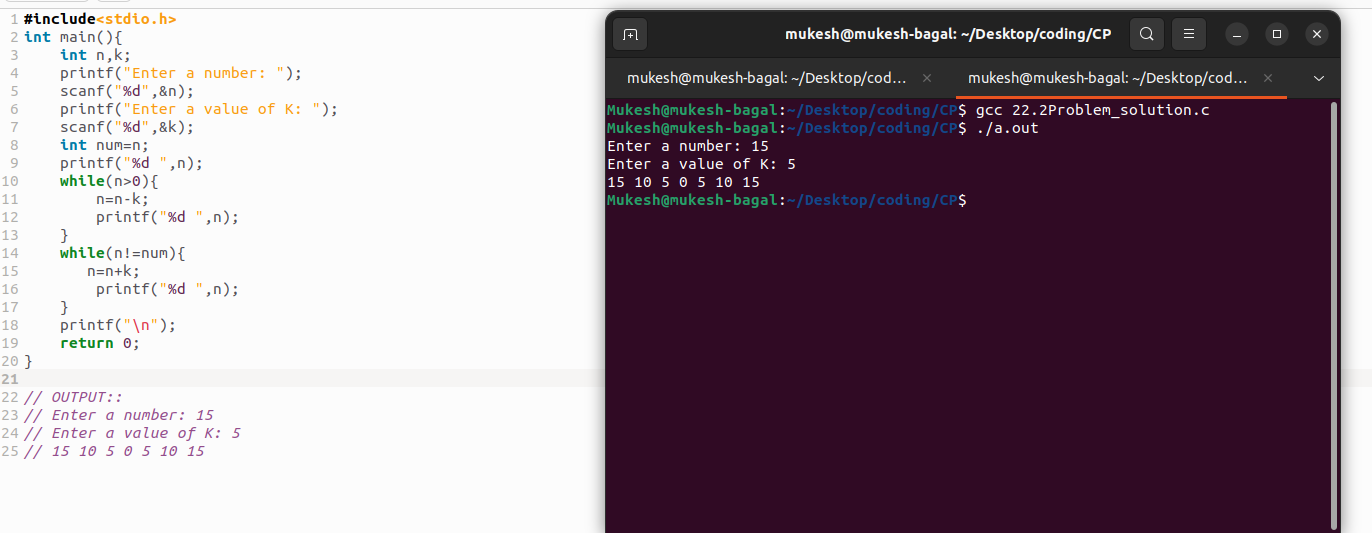 1 #include<stdio.h>
2 int main(){
3     int n,k;
4     printf("Enter a number: ");
5     scanf("%d",&n);
6     printf("Enter a value of K: ");
7     scanf("%d",&k);
8     int num=n;
9     printf("%d ",n);
10     while(n>0){
11         n=n-k;
12         printf("%d ",n);
13     }
14     while(n!=num){
15        n=n+k;
16         printf("%d ",n);
17     }
18     printf("\n");
19     return 0;
20 }
21
22 // OUTPUT::
23 // Enter a number: 15
24 // Enter a value of K: 5
25 // 15 10 5 0 5 10 15
mukesh@mukesh-bagal: ~/Desktop/coding/CP
mukesh@mukesh-bagal: ~/Desktop/cod... × mukesh@mukesh-bagal: ~/Desktop/cod... ×
Mukesh@mukesh-bagal:~/Desktop/coding/CP$ gcc 22.2Problem_solution.c
Mukesh@mukesh-bagal:~/Desktop/coding/CP$ ./a.out
Enter a number: 15
Enter a value of K: 5
15 10 5 0 5 10 15
Mukesh@mukesh-bagal:~/Desktop/coding/CP$